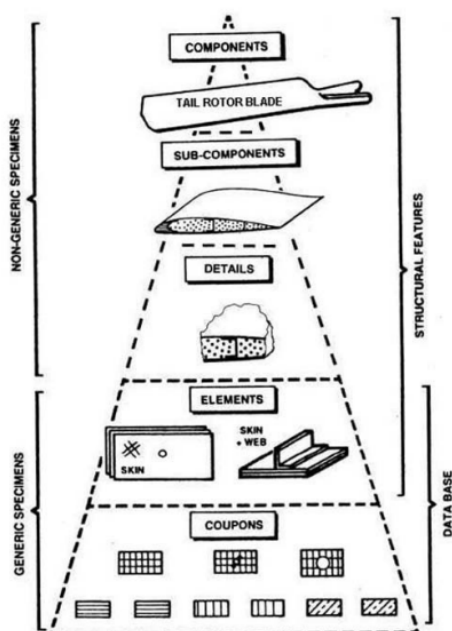 COMPONENTS
TAIL ROTOR BLADE
SUB-COMPONENTS
DETAILS
ELEMENTS
SKIN
SKIN
+ WEB
COUPONS
NON-GENERIC SPECIMENS
GENERIC SPECIMENS
STRUCTURAL FEATURES
DATA BASE